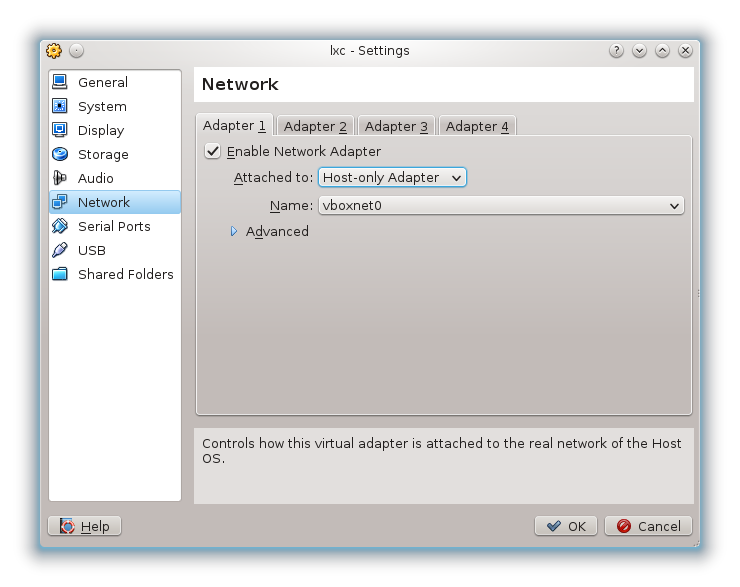 lxc - Settings
General
System
Display
Storage
Audio
Network
Serial Ports
USB
Shared Folders
Network
Adapter 1
Adapter 2
Adapter 3
Adapter 4
Enable Network Adapter
Attached to: Host-only Adapter
Name: vboxnet0
Advanced
Controls how this virtual adapter is attached to the real network of the Host
OS.
Help
OK
Cancel